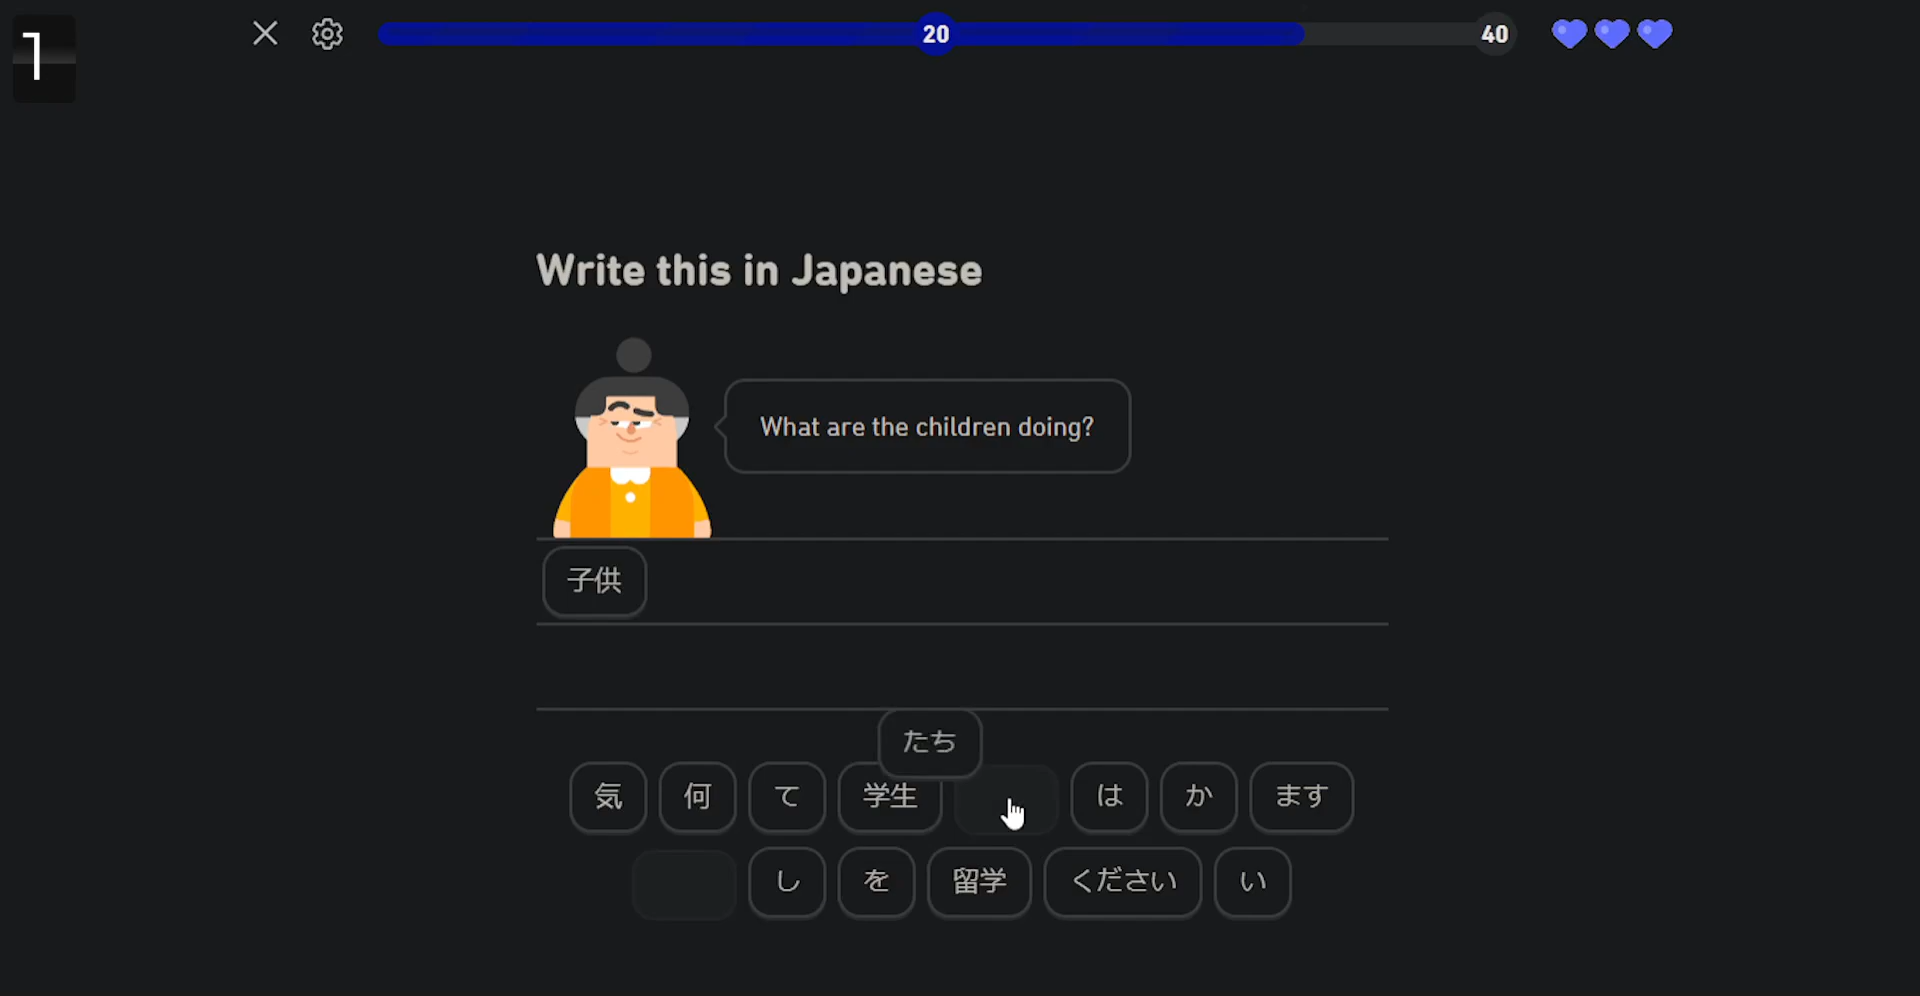 1
20
40
Write this in Japanese
What are the children doing?
子供
たち
気 何 て 学生 は か ます
し を 留学 ください い